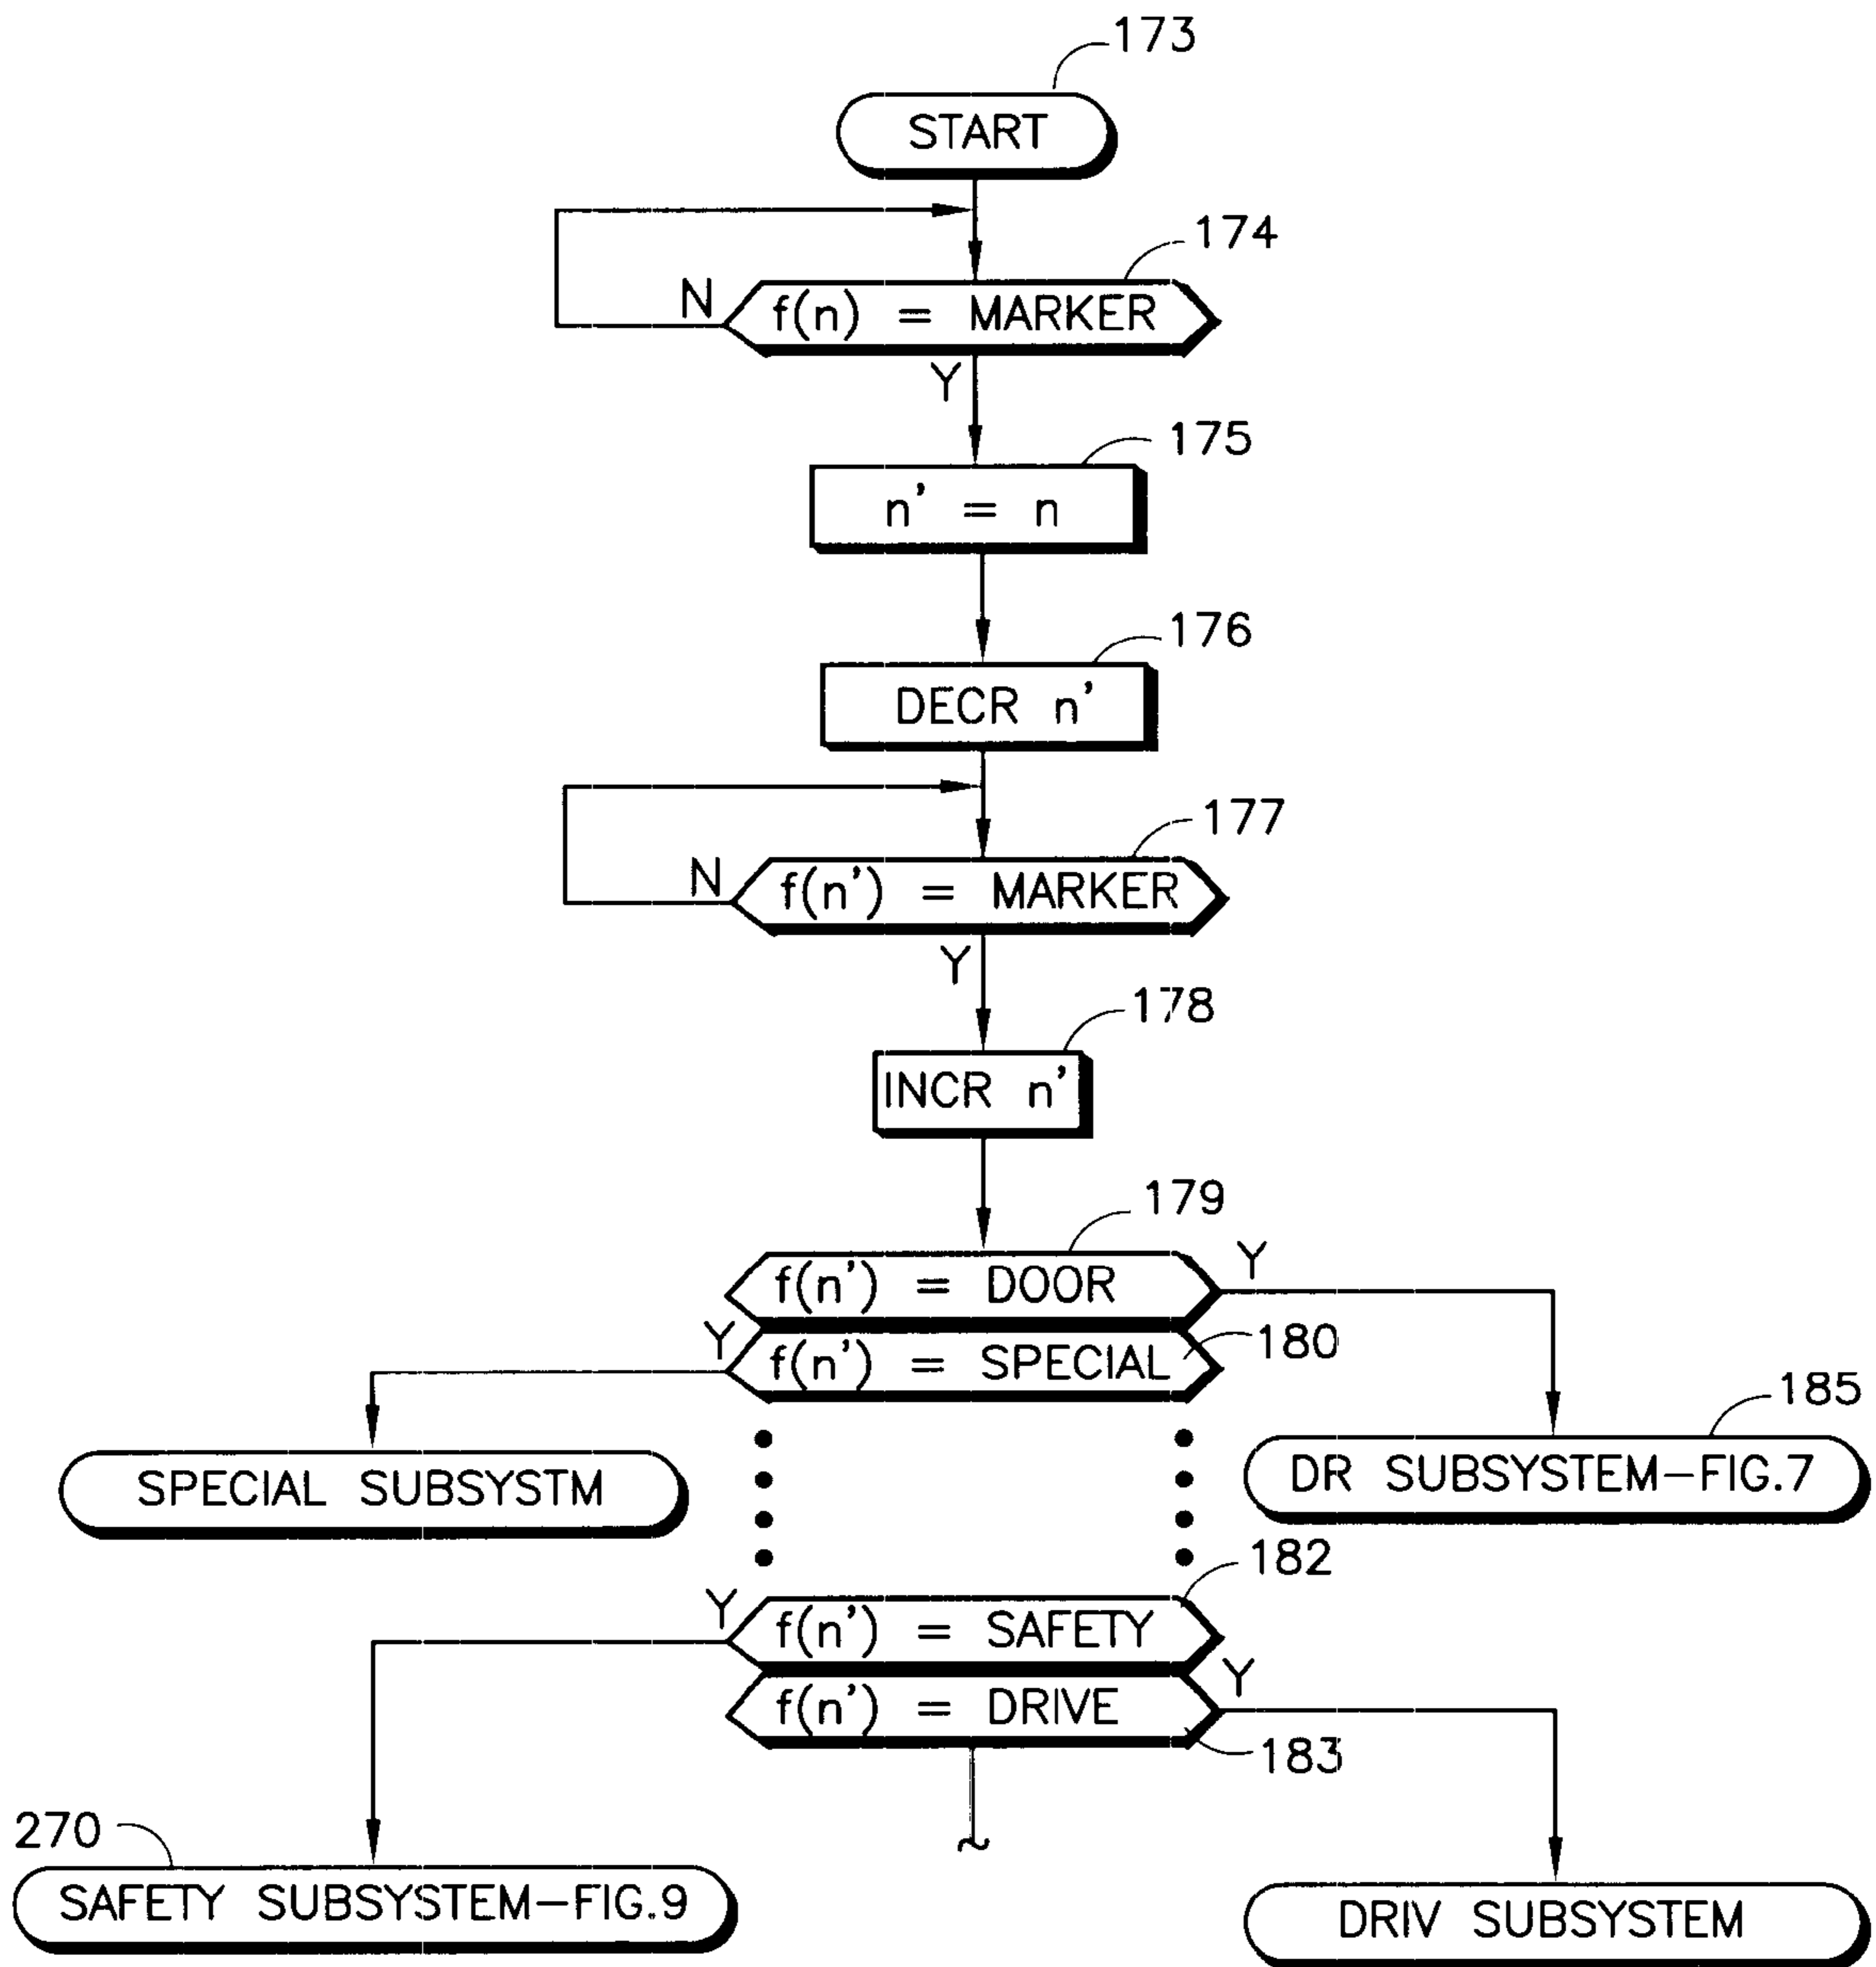 173
START
174
N
f(n) = MARKER
Y
175
n' = n
176
DECR n'
177
N
f(n') = MARKER
Y
178
INCR n'
179
f(n') = DOOR
Y
Y
f(n') = SPECIAL
180
185
SPECIAL SUBSYSTM
DR SUBSYSTEM-FIG.7
182
Y
f(n') = SAFETY
f(n') = DRIVE
Y
183
270
SAFETY SUBSYSTEM-FIG.9
DRIV SUBSYSTEM